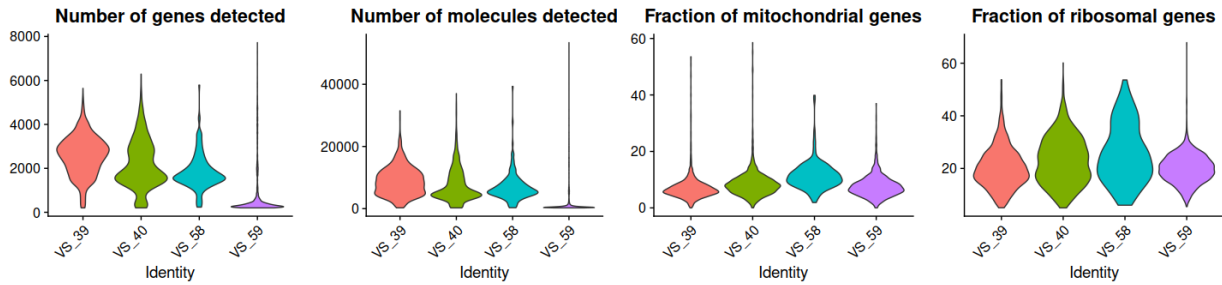 Number of genes detected
8000
6000
4000
2000
0
VS_39
VS_40
VS_58
VS_59
Identity
Number of molecules detected
40000
20000
0
VS_39
VS_40
VS_58
VS_59
Identity
Fraction of mitochondrial genes
60
40
20
0
VS_39
VS_40
VS_58
VS_59
Identity
Fraction of ribosomal genes
60
40
20
VS_39
VS_40
VS_58
VS_59
Identity